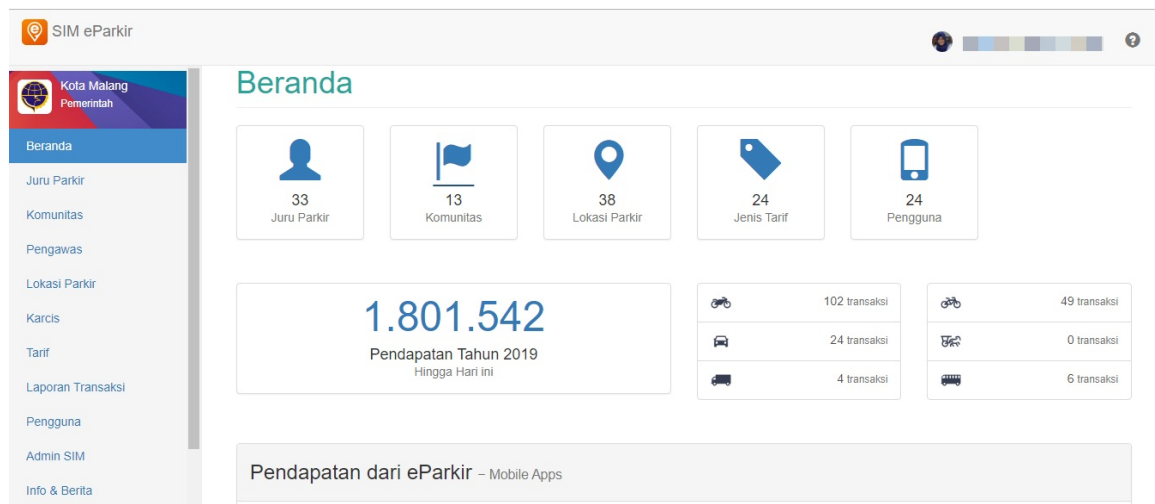 SIM eParkir
Kota Malang
Pemerintah
Beranda
Juru Parkir
Komunitas
Pengawas
Lokasi Parkir
Karcis
Tarif
Laporan Transaksi
Pengguna
Admin SIM
Info & Berita
Beranda
33
Juru Parkir
13
Komunitas
38
Lokasi Parkir
24
Jenis Tarif
24
Pengguna
1.801.542
Pendapatan Tahun 2019
Hingga Hari ini
102 transaksi
24 transaksi
4 transaksi
49 transaksi
0 transaksi
6 transaksi
Pendapatan dari eParkir – Mobile Apps